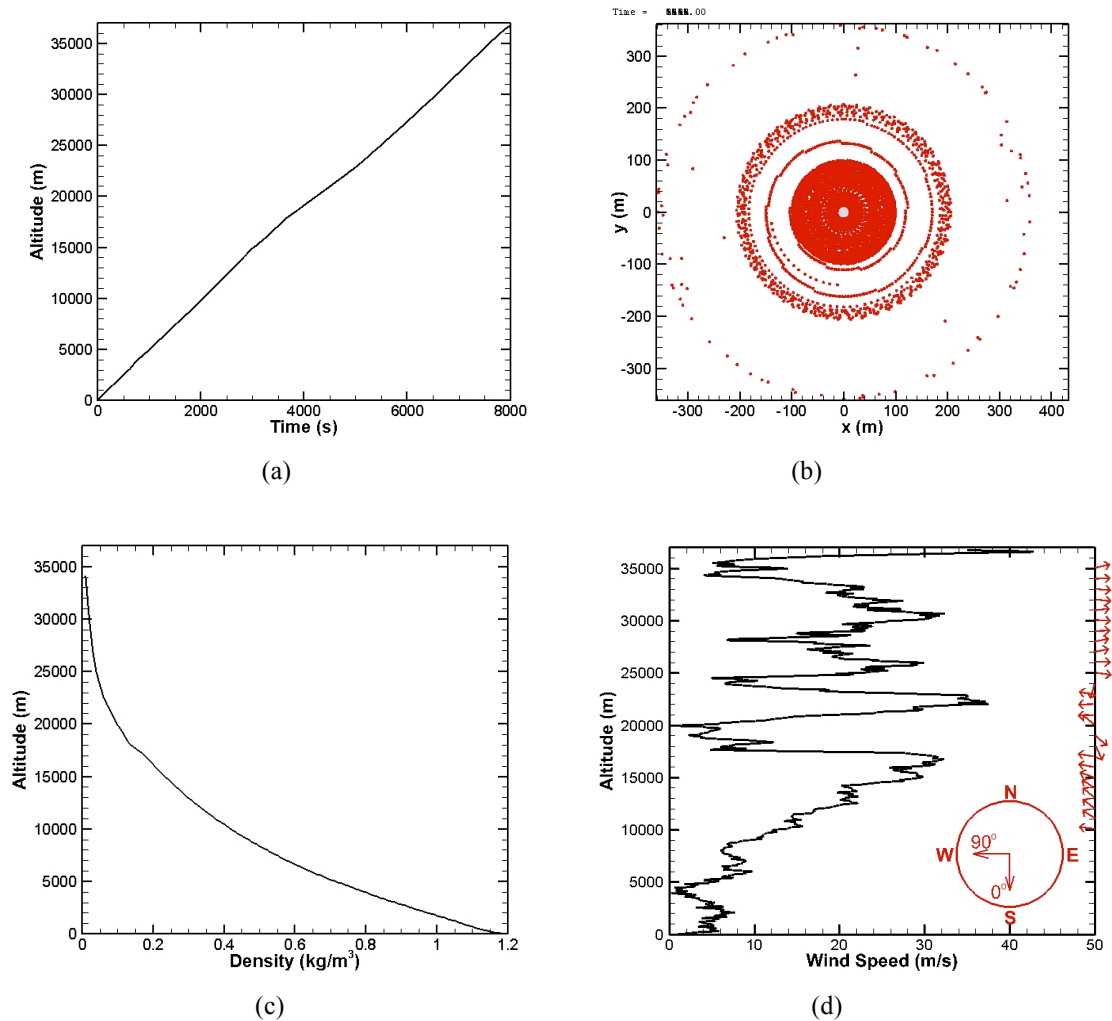 35000
30000
25000
20000
15000
10000
5000
0
Altitude (m)
0 2000 4000 6000 8000
Time (s)
(a)
Time = .00
300
200
100
0
-100
-200
-300
y (m)
-300 -200 -100 0 100 200 300 400
x (m)
(b)
35000
30000
25000
20000
15000
10000
5000
0
Altitude (m)
0 0.2 0.4 0.6 0.8 1 1.2
Density (kg/m³)
(c)
35000
30000
25000
20000
15000
10000
5000
0
Altitude (m)
N
90°
W E
0°
S
0 10 20 30 40 50
Wind Speed (m/s)
(d)